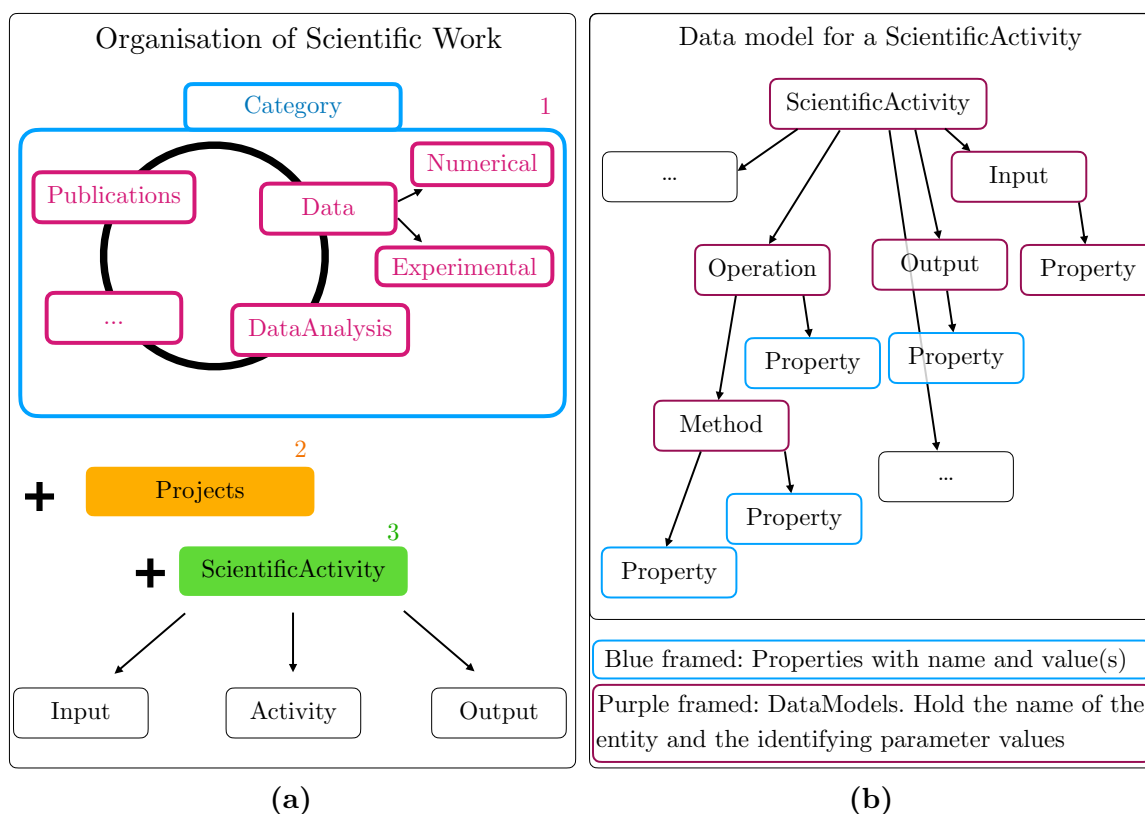 Organisation of Scientific Work
Category
1
Numerical
Publications
Data
Experimental
...
DataAnalysis
2
+
Projects
3
+
ScientificActivity
Input
Activity
Output
(a)
Data model for a ScientificActivity
ScientificActivity
...
Input
Operation
Output
Property
Property
Property
Method
...
Property
Property
Blue framed: Properties with name and value(s)
Purple framed: DataModels. Hold the name of the
entity and the identifying parameter values
(b)